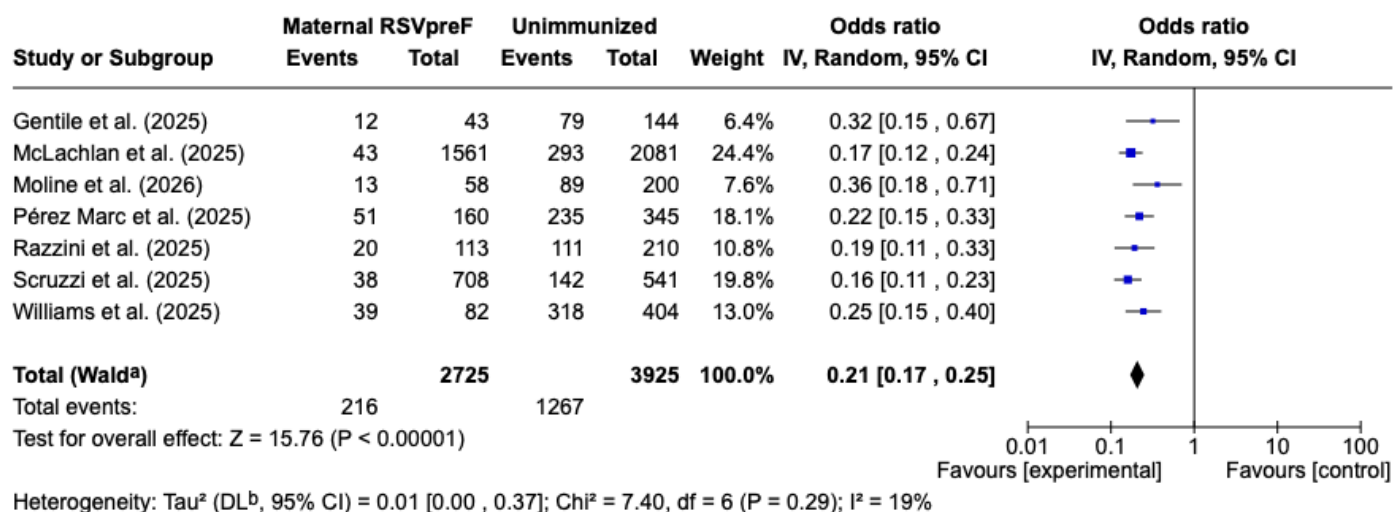 Maternal RSVpreF Unimmunized Odds ratio Odds ratio
Study or Subgroup Events Total Events Total Weight IV, Random, 95% CI IV, Random, 95% CI
Gentile et al. (2025) 12 43 79 144 6.4% 0.32 [0.15 , 0.67]
McLachlan et al. (2025) 43 1561 293 2081 24.4% 0.17 [0.12 , 0.24]
Moline et al. (2026) 13 58 89 200 7.6% 0.36 [0.18 , 0.71]
Pérez Marc et al. (2025) 51 160 235 345 18.1% 0.22 [0.15 , 0.33]
Razzini et al. (2025) 20 113 111 210 10.8% 0.19 [0.11 , 0.33]
Scruzzi et al. (2025) 38 708 142 541 19.8% 0.16 [0.11 , 0.23]
Williams et al. (2025) 39 82 318 404 13.0% 0.25 [0.15 , 0.40]
Total (Waldᵃ) 2725 3925 100.0% 0.21 [0.17 , 0.25]
Total events: 216 1267
Test for overall effect: Z = 15.76 (P < 0.00001)
0.01 0.1 1 10 100
Favours [experimental] Favours [control]
Heterogeneity: Tau² (DLᵇ, 95% CI) = 0.01 [0.00 , 0.37]; Chi² = 7.40, df = 6 (P = 0.29); I² = 19%